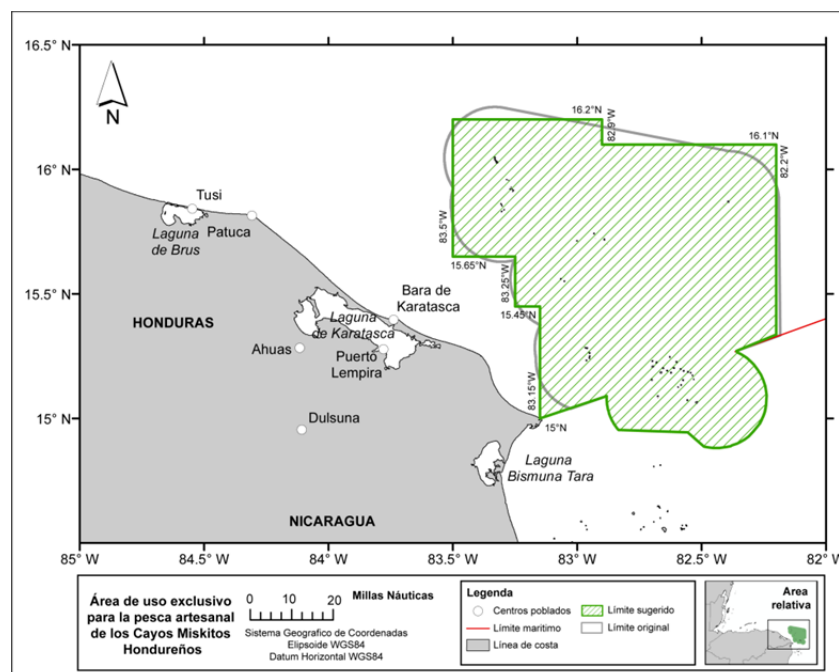 16.5° N
16° N
15.5° N
15° N
N
16.2°N
82.9°W
16.1°N
82.2°W
83.5°W
15.65°N
83.25°W
15.45°N
83.15°W
15°N
Tusi
Patuca
Laguna
de Brus
Bara de
Karatasca
HONDURAS
Laguna
de Karatasca
Ahuas
Puerto
Lempira
Dulsuna
Laguna
Bismuna Tara
NICARAGUA
85° W
84.5° W
84° W
83.5° W
83° W
82.5° W
82° W
Área de uso exclusivo
para la pesca artesanal
de los Cayos Miskitos
Hondureños
0 10 20 Millas Náuticas
Sistema Geografico de Coordenadas
Elipsoide WGS84
Datum Horizontal WGS84
Legenda
Centros poblados
Límite maritimo
Línea de costa
Límite sugerido
Límite original
Area
relativa